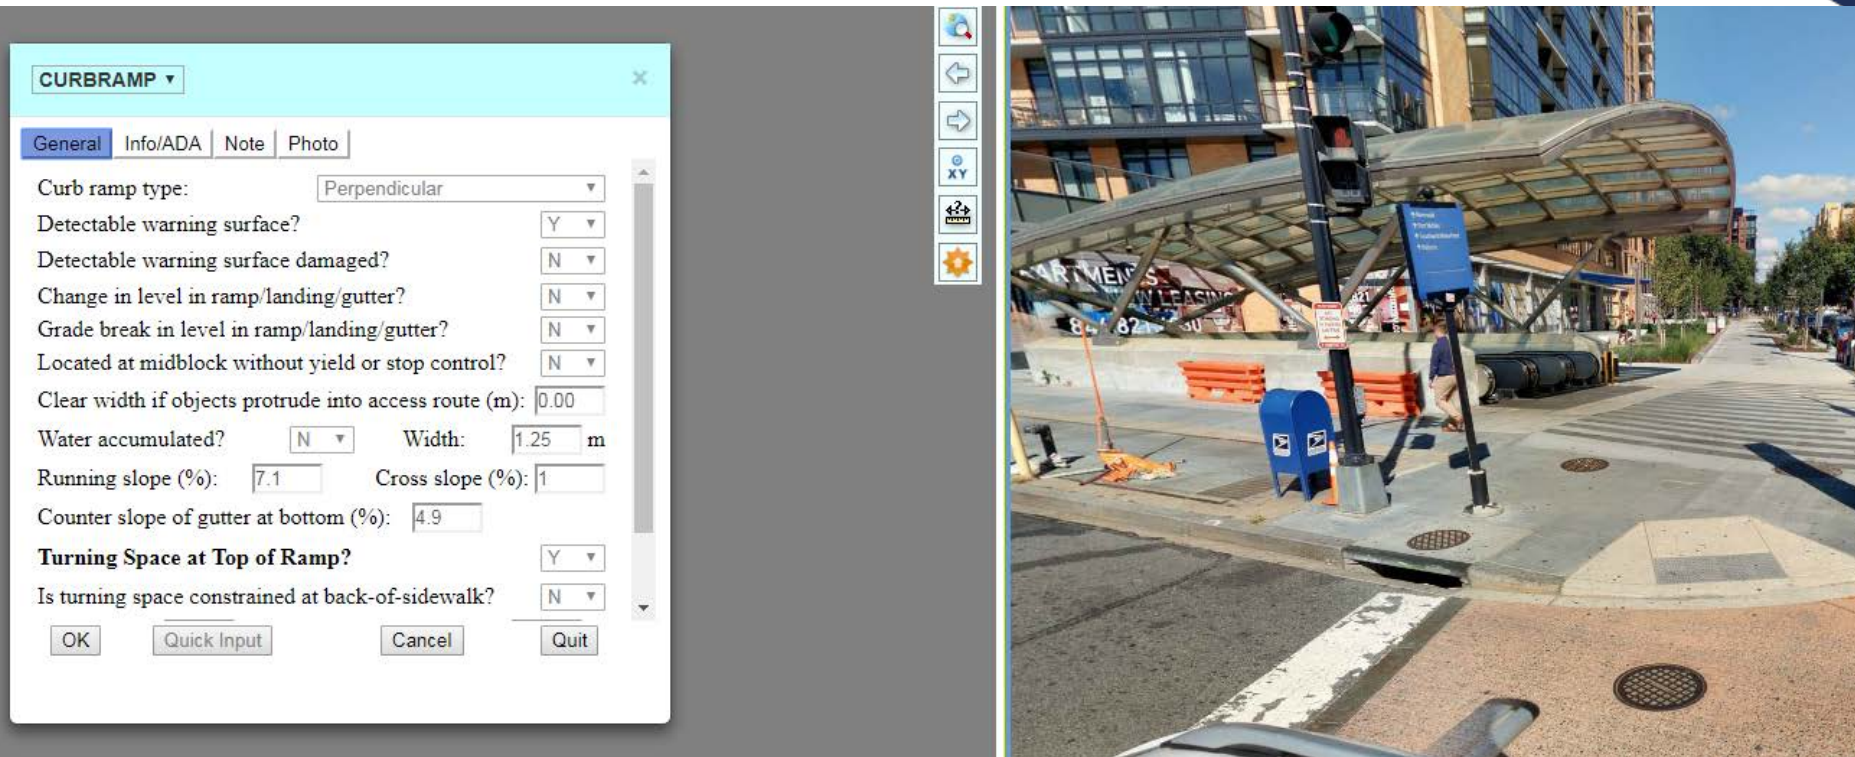 CURBRAMP
General Info/ADA Note Photo
Curb ramp type: Perpendicular
Detectable warning surface? Y
Detectable warning surface damaged? N
Change in level in ramp/landing/gutter? N
Grade break in level in ramp/landing/gutter? N
Located at midblock without yield or stop control? N
Clear width if objects protrude into access route (m): 0.00
Water accumulated? N Width: 1.25 m
Running slope (%): 7.1 Cross slope (%): 1
Counter slope of gutter at bottom (%): 4.9
Turning Space at Top of Ramp? Y
Is turning space constrained at back-of-sidewalk? N
OK Quick Input Cancel Quit
XY
ARTMENTS
W LEASING